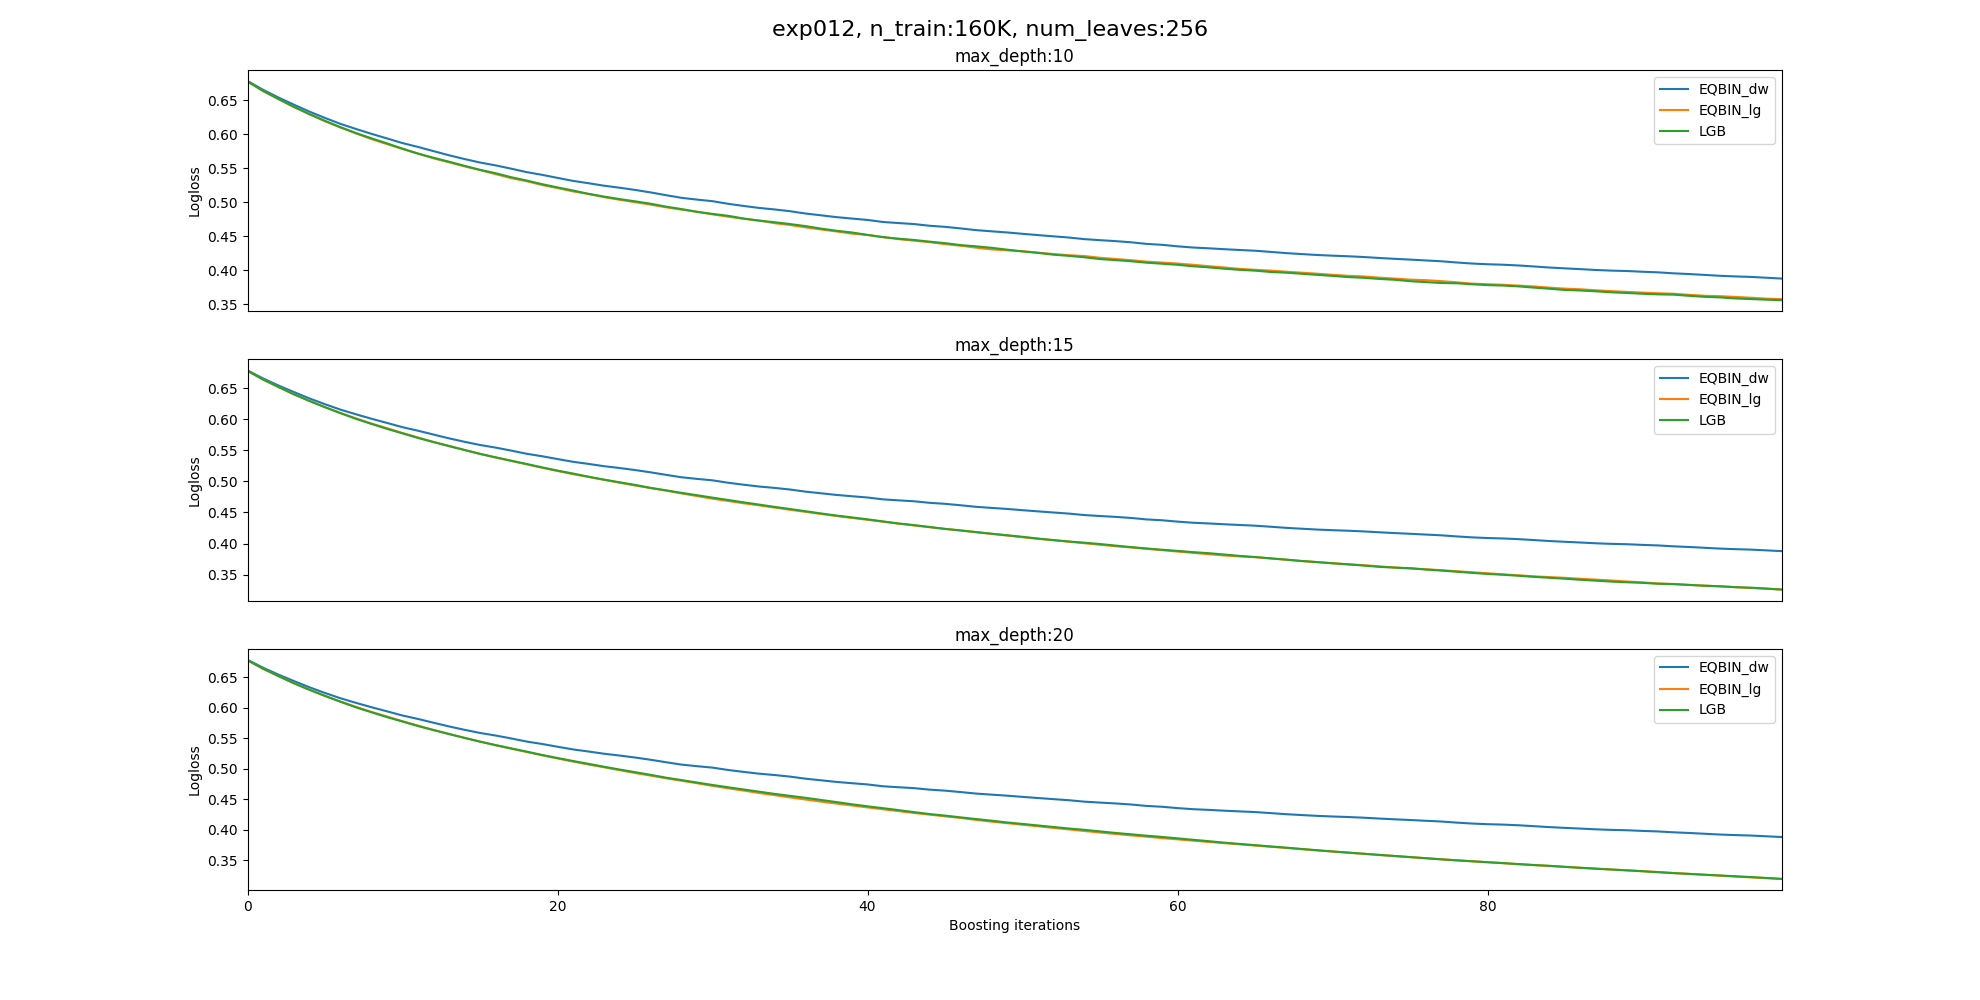 exp012, n_train:160K, num_leaves:256
max_depth:10
0.65
0.60
0.55
0.50
0.45
0.40
0.35
Logloss
EQBIN_dw
EQBIN_lg
LGB
max_depth:15
0.65
0.60
0.55
0.50
0.45
0.40
0.35
Logloss
EQBIN_dw
EQBIN_lg
LGB
max_depth:20
0.65
0.60
0.55
0.50
0.45
0.40
0.35
Logloss
EQBIN_dw
EQBIN_lg
LGB
0 20 40 60 80
Boosting iterations